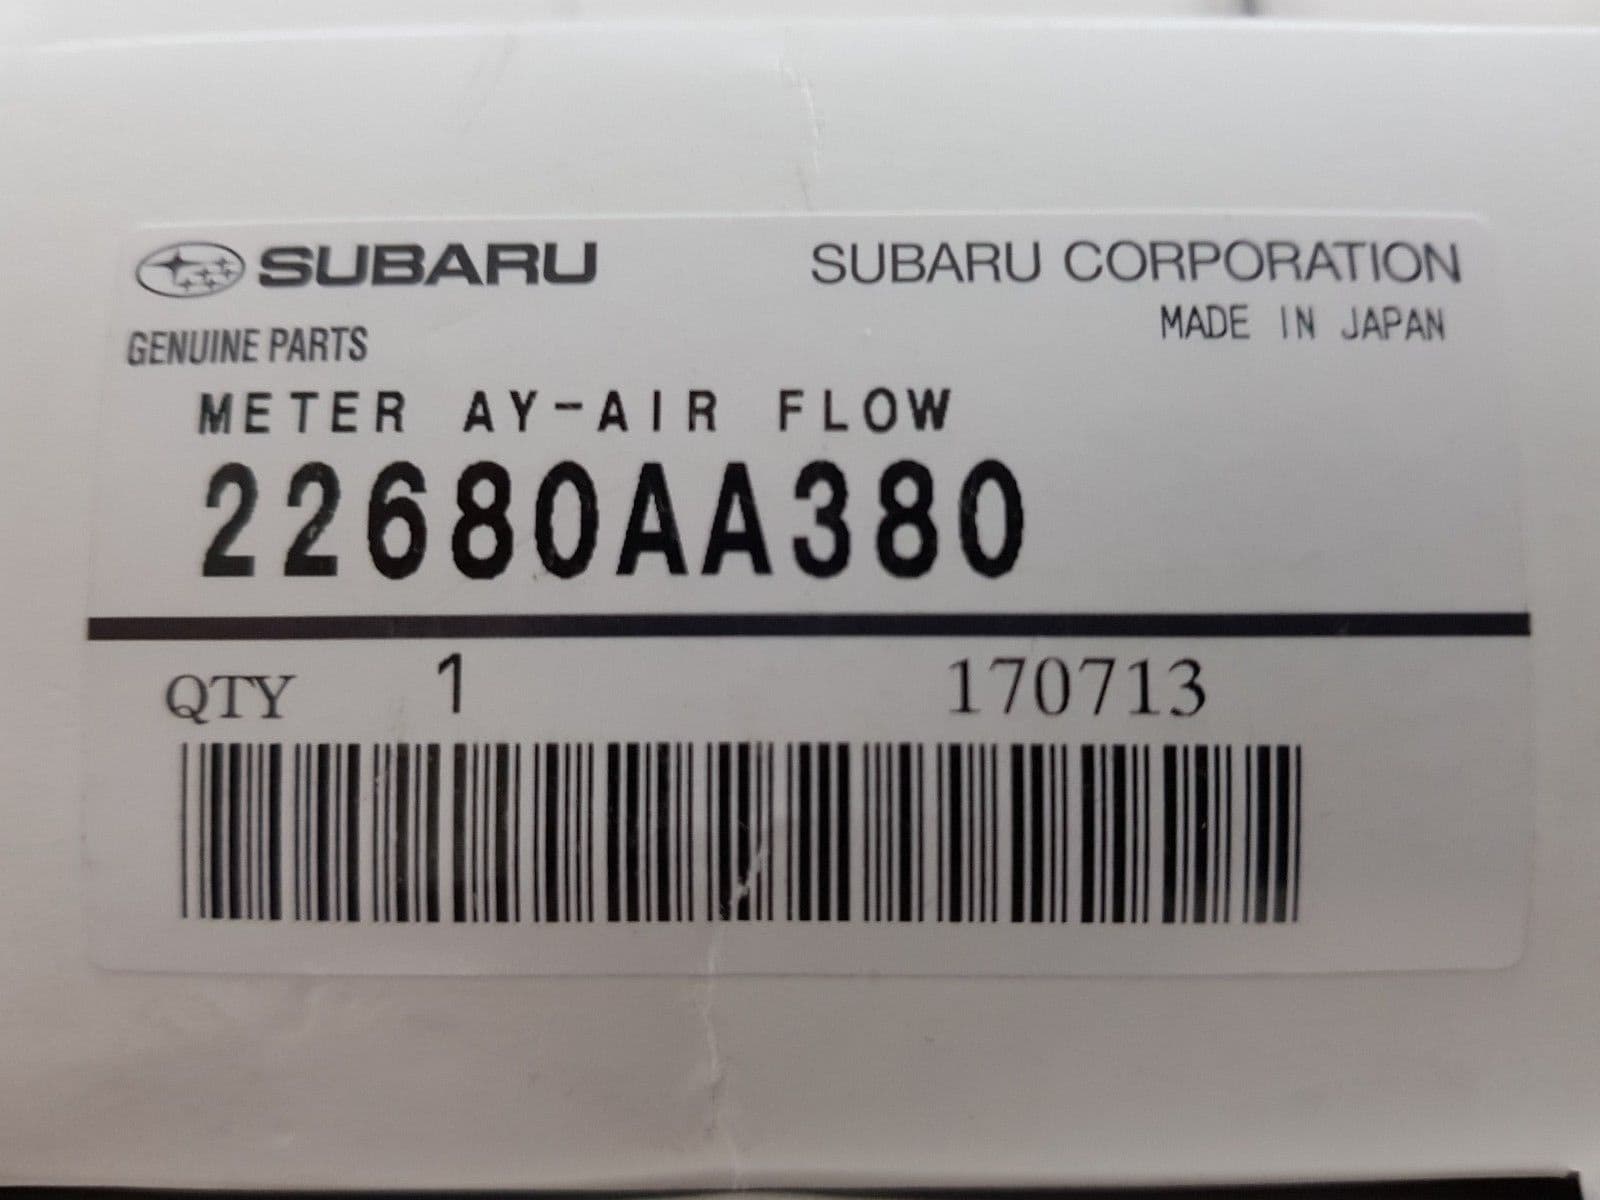 SUBARU SUBARU CORPORATION
GENUINE PARTS MADE IN JAPAN
METER AY-AIR FLOW
22680AA380
QTY 1 170713